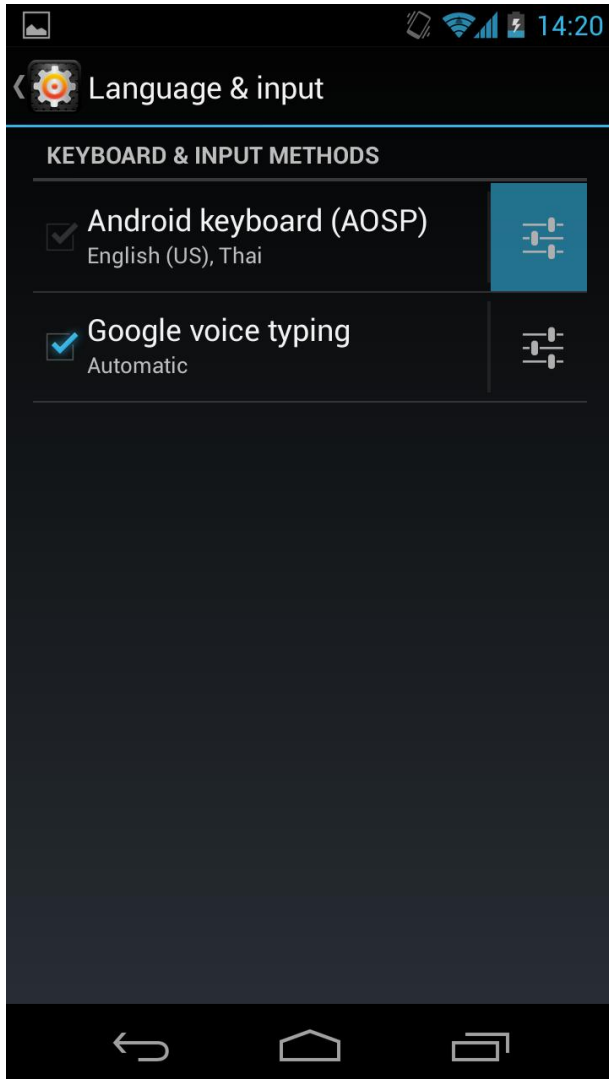 14:20
Language & input
KEYBOARD & INPUT METHODS
Android keyboard (AOSP)
English (US), Thai
Google voice typing
Automatic